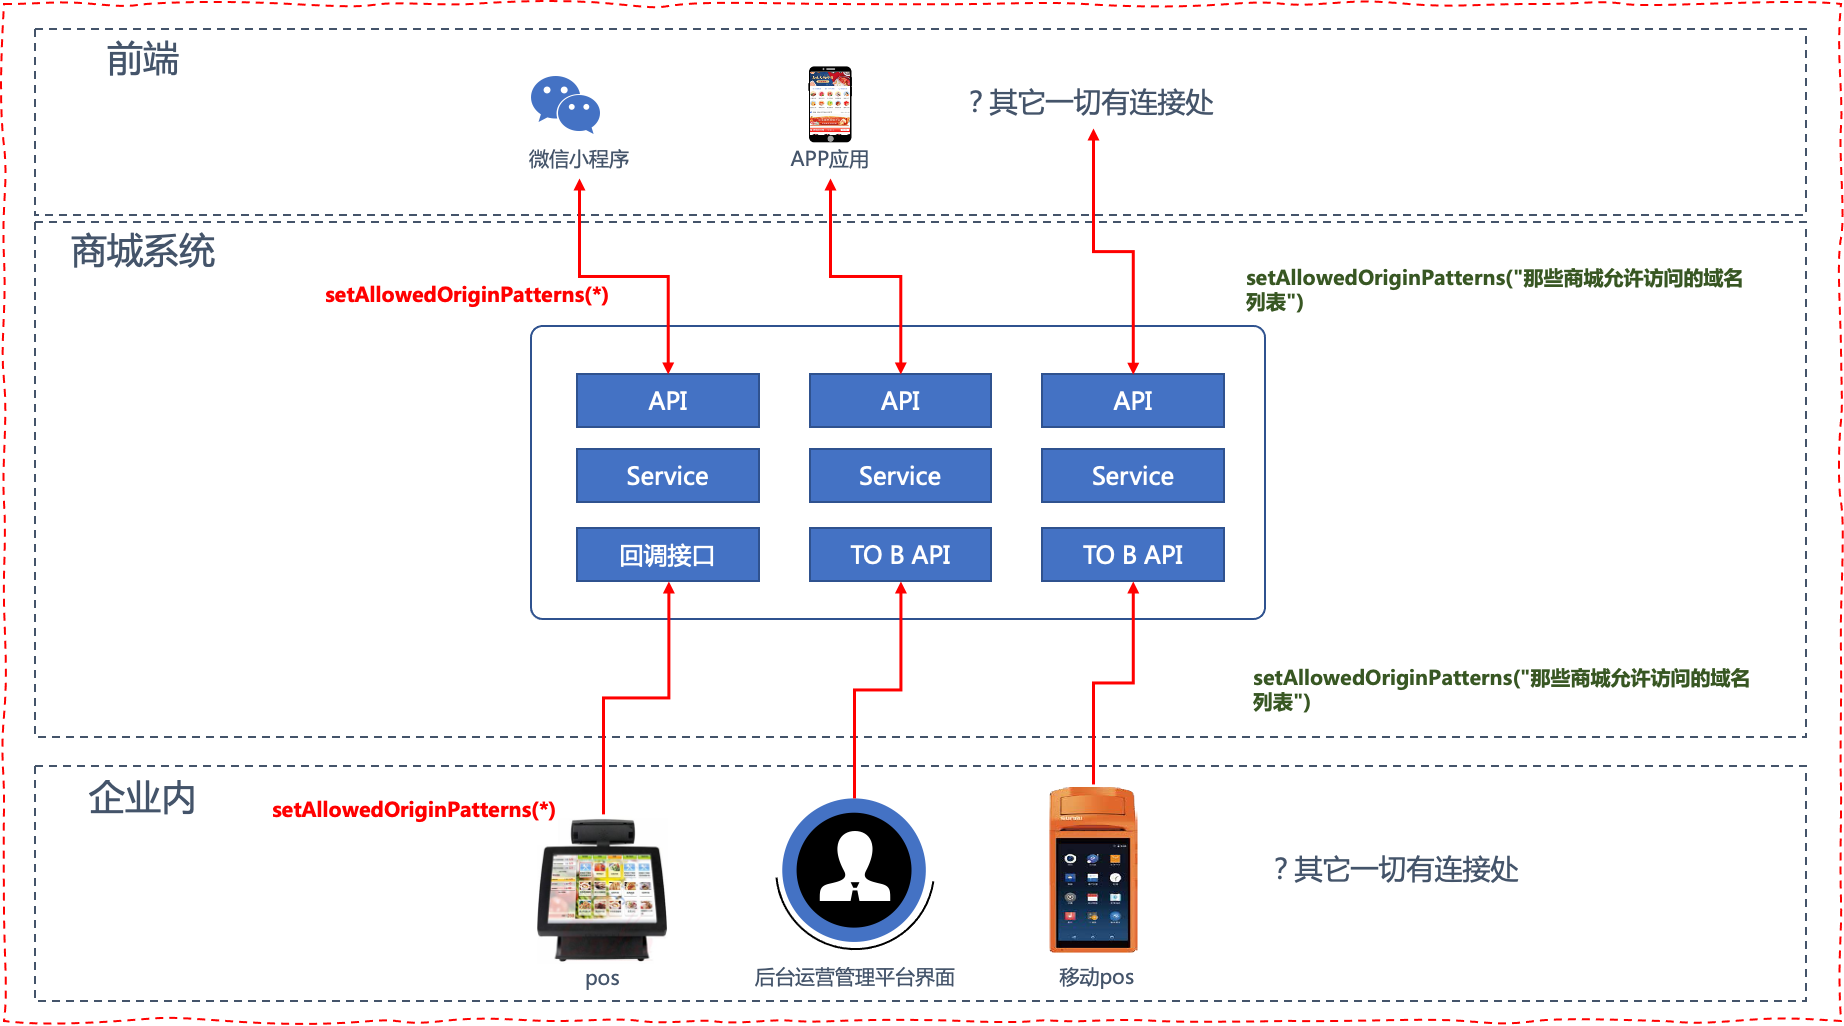 前端
？其它一切有连接处
微信小程序
APP应用
商城系统
setAllowedOriginPatterns(*)
setAllowedOriginPatterns("那些商城允许访问的域名
列表")
API
API
API
Service
Service
Service
回调接口
TO B API
TO B API
setAllowedOriginPatterns("那些商城允许访问的域名
列表")
企业内
setAllowedOriginPatterns(*)
？其它一切有连接处
pos
后台运营管理平台界面
移动pos